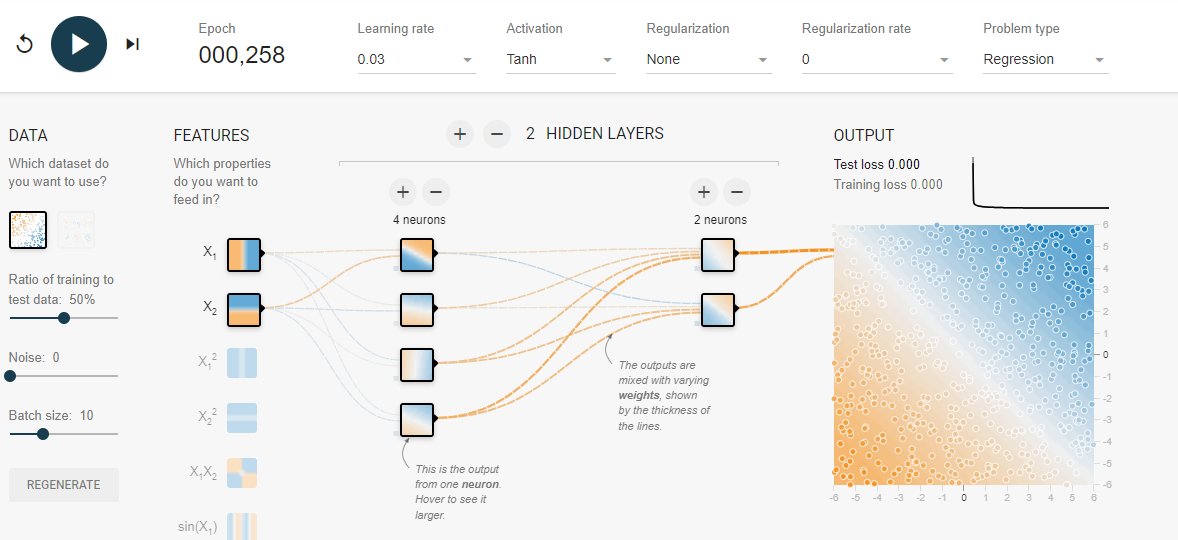 Epoch
000,258
Learning rate
0.03
Activation
Tanh
Regularization
None
Regularization rate
0
Problem type
Regression
DATA
Which dataset do
you want to use?
Ratio of training to
test data: 50%
Noise: 0
Batch size: 10
REGENERATE
FEATURES
Which properties
do you want to
feed in?
X1
X2
X1²
X2²
X1X2
sin(X1)
+ − 2 HIDDEN LAYERS
+ −
4 neurons
+ −
2 neurons
This is the output
from one neuron.
Hover to see it
larger.
The outputs are
mixed with varying
weights, shown
by the thickness of
the lines.
OUTPUT
Test loss 0.000
Training loss 0.000
6
5
4
3
2
1
0
-1
-2
-3
-4
-5
-6
-6 -5 -4 -3 -2 -1 0 1 2 3 4 5 6